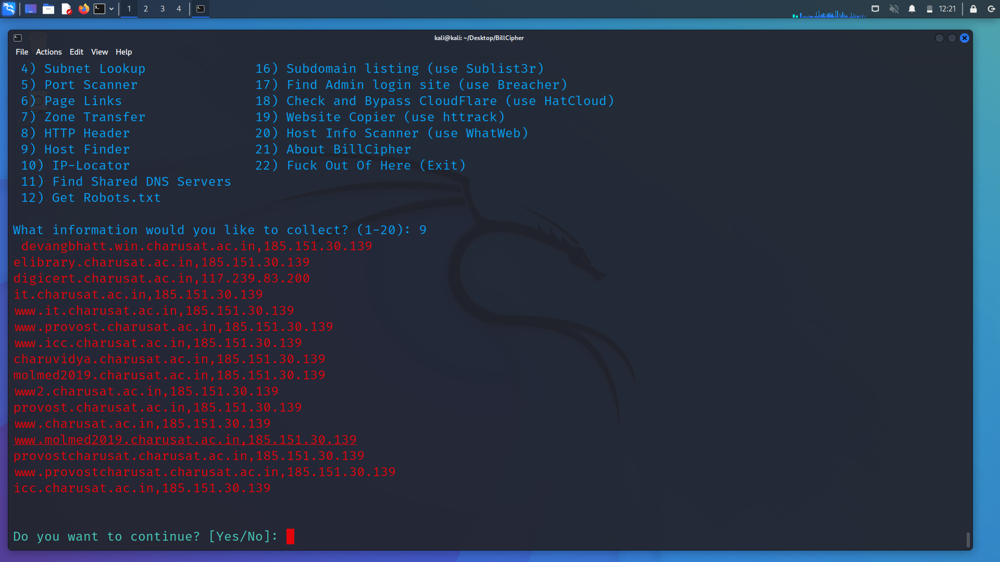 1 2 3 4 12:21
kali@kali: ~/Desktop/BillCipher
File Actions Edit View Help
4) Subnet Lookup 16) Subdomain listing (use Sublist3r)
5) Port Scanner 17) Find Admin login site (use Breacher)
6) Page Links 18) Check and Bypass CloudFlare (use HatCloud)
7) Zone Transfer 19) Website Copier (use httrack)
8) HTTP Header 20) Host Info Scanner (use WhatWeb)
9) Host Finder 21) About BillCipher
10) IP-Locator 22) Fuck Out Of Here (Exit)
11) Find Shared DNS Servers
12) Get Robots.txt
What information would you like to collect? (1-20): 9
devangbhatt.win.charusat.ac.in,185.151.30.139
elibrary.charusat.ac.in,185.151.30.139
digicert.charusat.ac.in,117.239.83.200
it.charusat.ac.in,185.151.30.139
www.it.charusat.ac.in,185.151.30.139
www.provost.charusat.ac.in,185.151.30.139
www.icc.charusat.ac.in,185.151.30.139
charuvidya.charusat.ac.in,185.151.30.139
molmed2019.charusat.ac.in,185.151.30.139
www2.charusat.ac.in,185.151.30.139
provost.charusat.ac.in,185.151.30.139
www.charusat.ac.in,185.151.30.139
www.molmed2019.charusat.ac.in,185.151.30.139
provostcharusat.charusat.ac.in,185.151.30.139
www.provostcharusat.charusat.ac.in,185.151.30.139
icc.charusat.ac.in,185.151.30.139
Do you want to continue? [Yes/No]: